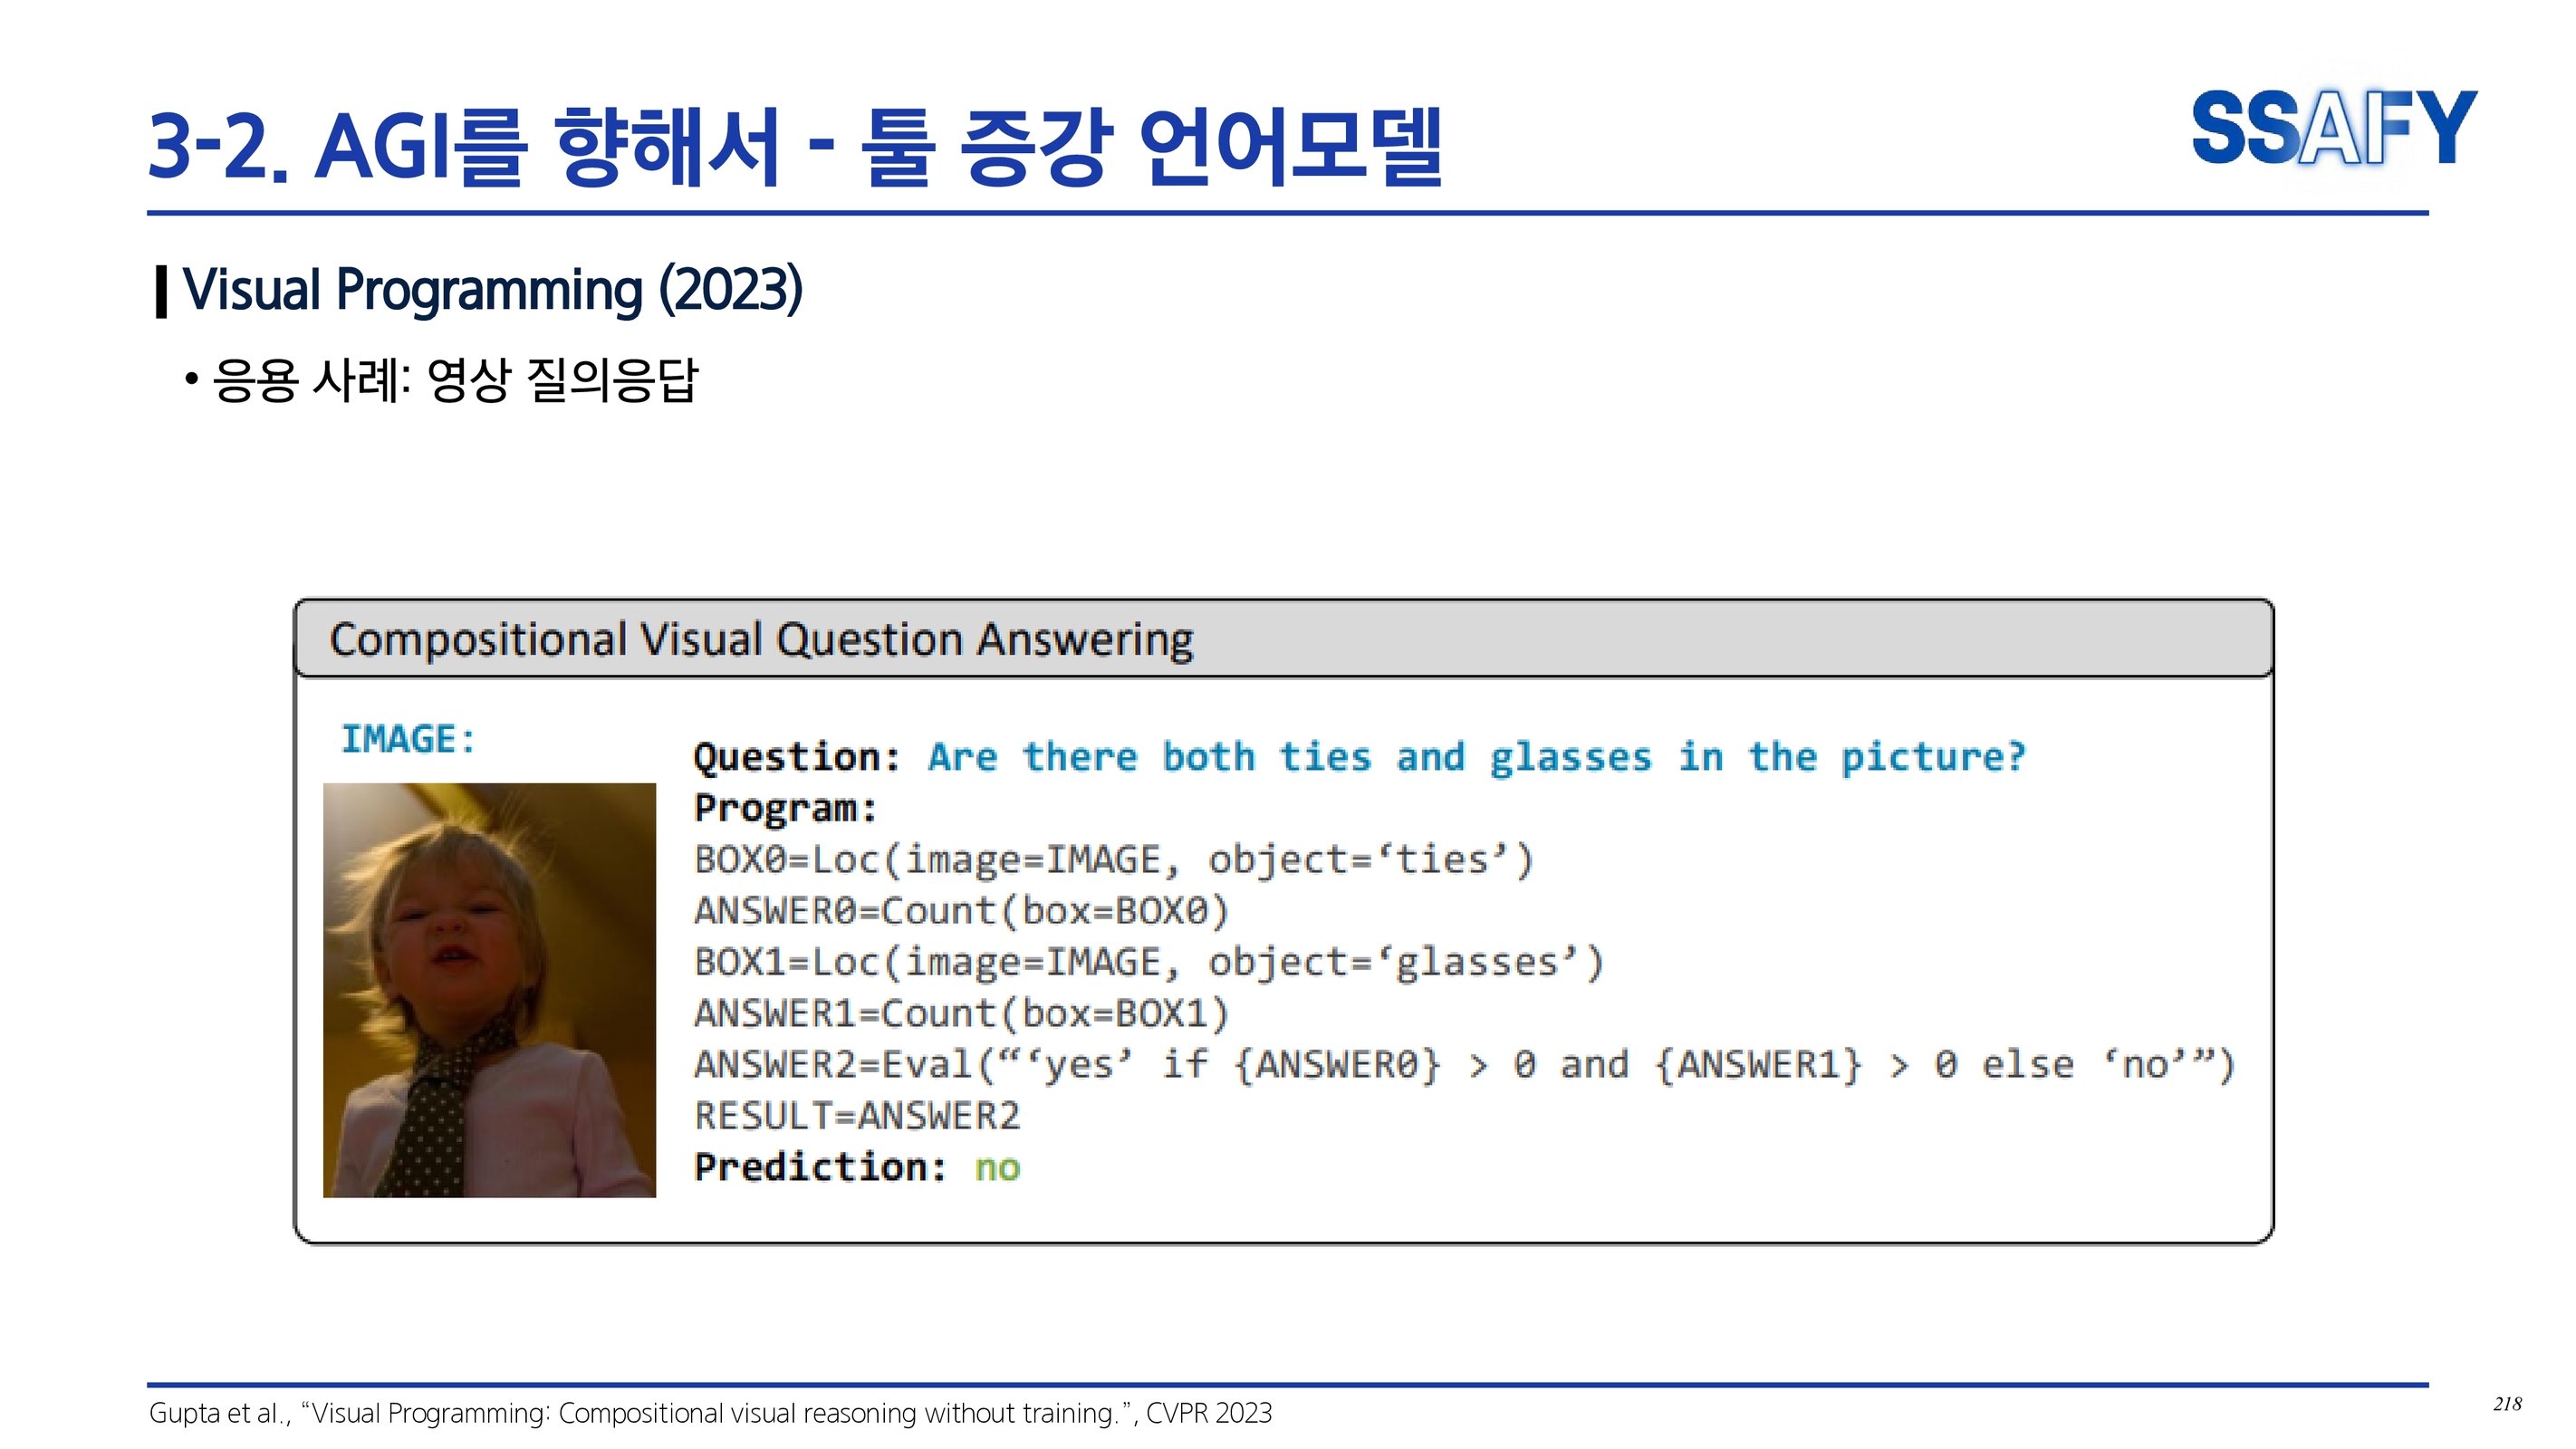 3-2. AGI를 향해서 - 툴 증강 언어모델
SSAFY
Visual Programming (2023)
• 응용 사례: 영상 질의응답
Compositional Visual Question Answering
IMAGE:
Question: Are there both ties and glasses in the picture?
Program:
BOX0=Loc(image=IMAGE, object=‘ties’)
ANSWER0=Count(box=BOX0)
BOX1=Loc(image=IMAGE, object=‘glasses’)
ANSWER1=Count(box=BOX1)
ANSWER2=Eval(“‘yes’ if {ANSWER0} > 0 and {ANSWER1} > 0 else ‘no’”)
RESULT=ANSWER2
Prediction: no
Gupta et al., “Visual Programming: Compositional visual reasoning without training.”, CVPR 2023
218